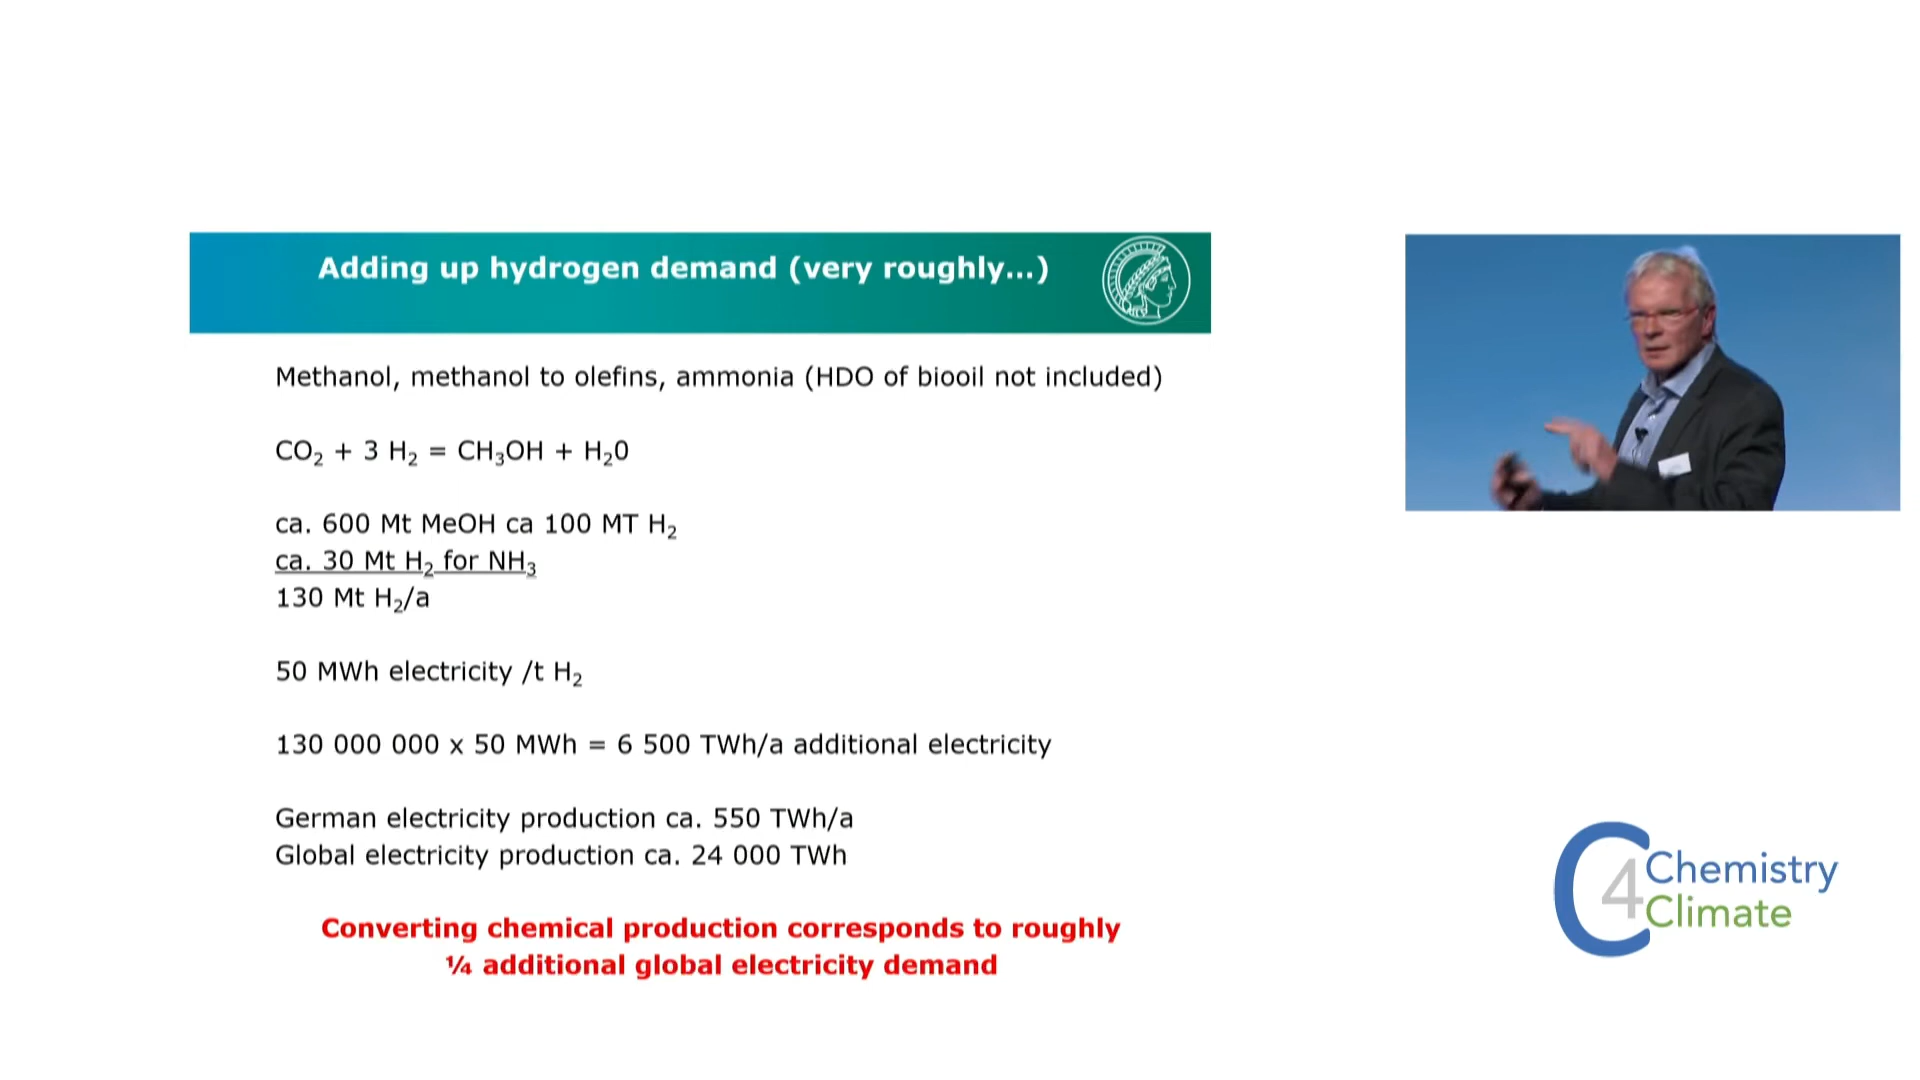 Adding up hydrogen demand (very roughly...)
Methanol, methanol to olefins, ammonia (HDO of biooil not included)
CO₂ + 3 H₂ = CH₃OH + H₂0
ca. 600 Mt MeOH ca 100 MT H₂
ca. 30 Mt H₂ for NH₃
130 Mt H₂/a
50 MWh electricity /t H₂
130 000 000 x 50 MWh = 6 500 TWh/a additional electricity
German electricity production ca. 550 TWh/a
Global electricity production ca. 24 000 TWh
Converting chemical production corresponds to roughly
¼ additional global electricity demand
C4 Chemistry
Climate